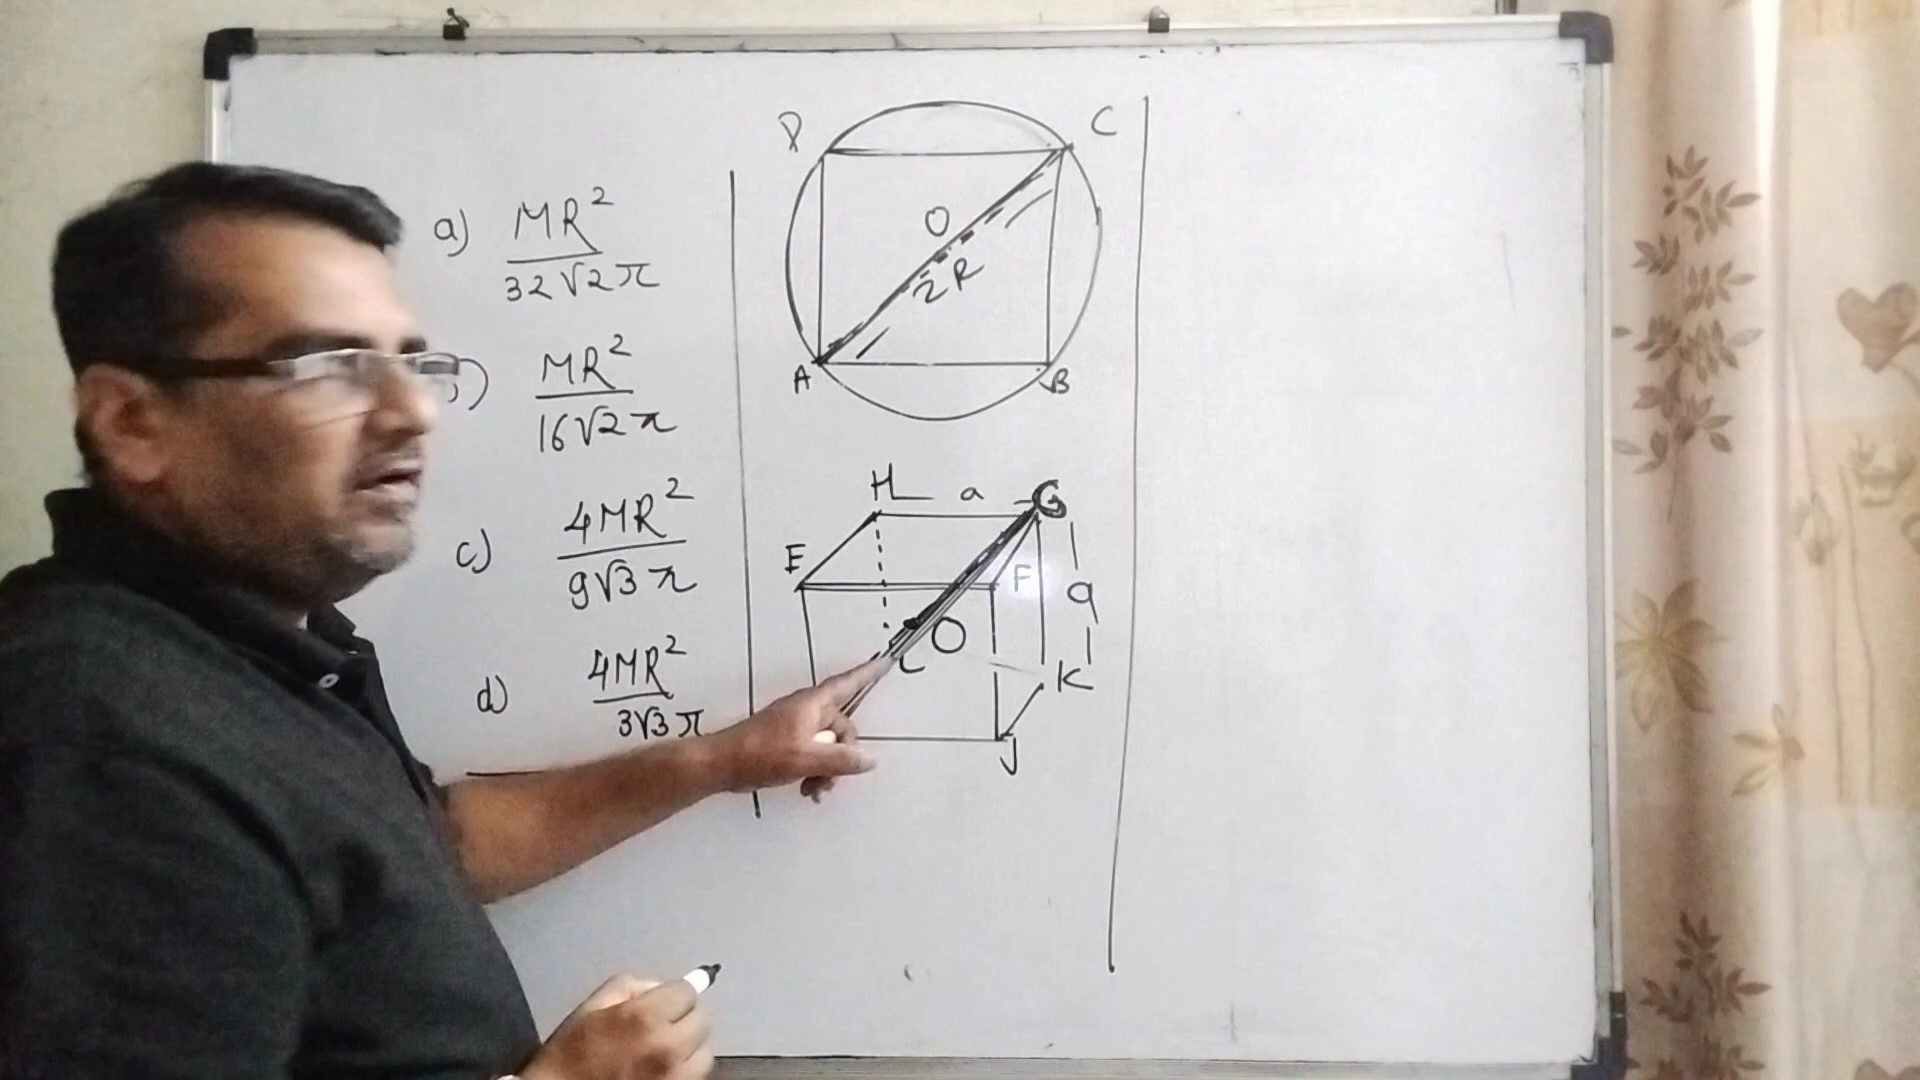 a) MR²
32√2π
b) MR²
16√2π
c) 4MR²
9√3π
d) 4MR²
3√3π
D C
O
2R
A B
H a G
E F
a
O
L
K
J